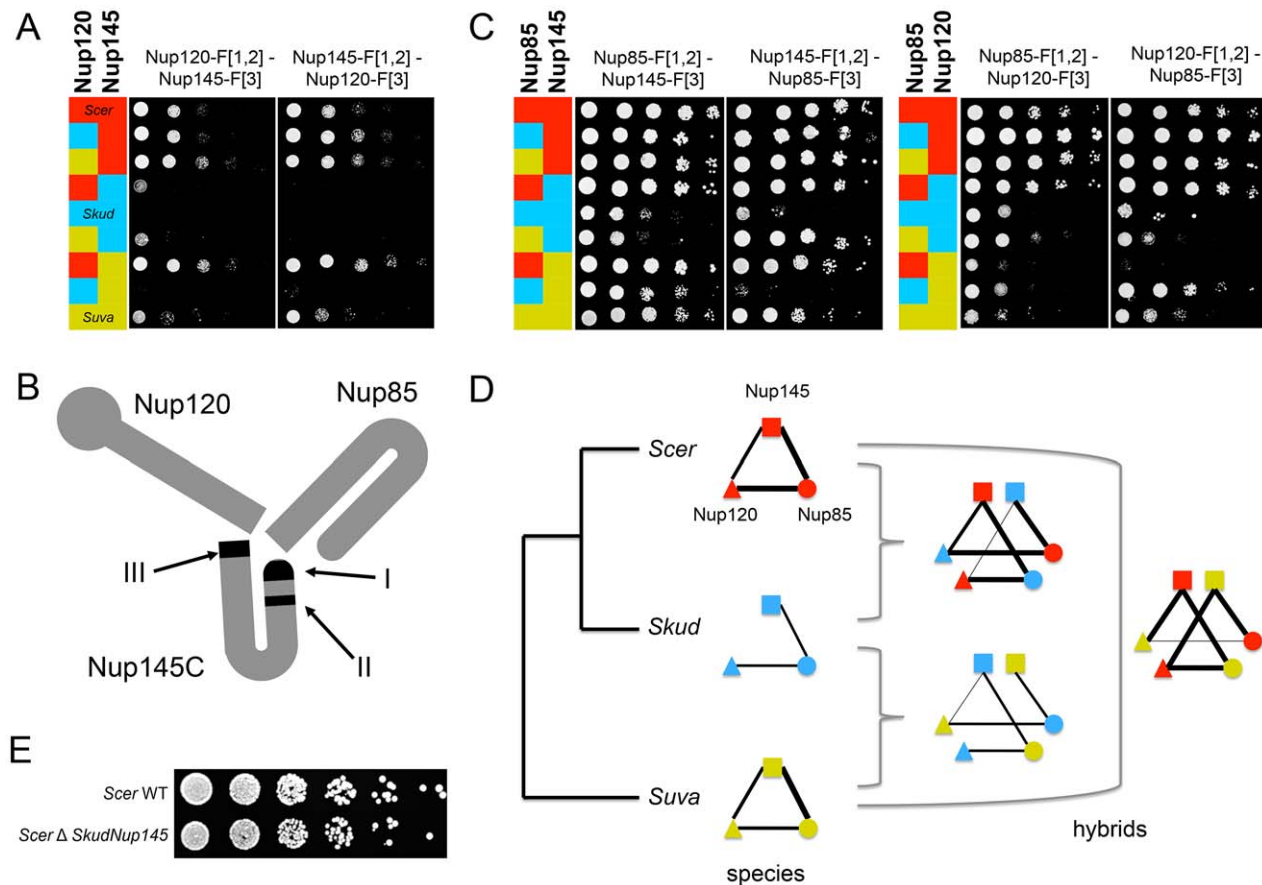 A
Nup120
Nup145
Nup120-F[1,2] -
Nup145-F[3]
Nup145-F[1,2] -
Nup120-F[3]
Scer
Skud
Suva
C
Nup85
Nup145
Nup85-F[1,2] -
Nup145-F[3]
Nup145-F[1,2] -
Nup85-F[3]
Nup85
Nup120
Nup85-F[1,2] -
Nup120-F[3]
Nup120-F[1,2] -
Nup85-F[3]
B
Nup120
Nup85
III
I
II
Nup145C
D
Nup145
Scer
Nup120
Nup85
Skud
Suva
species
hybrids
E
Scer WT
Scer Δ SkudNup145